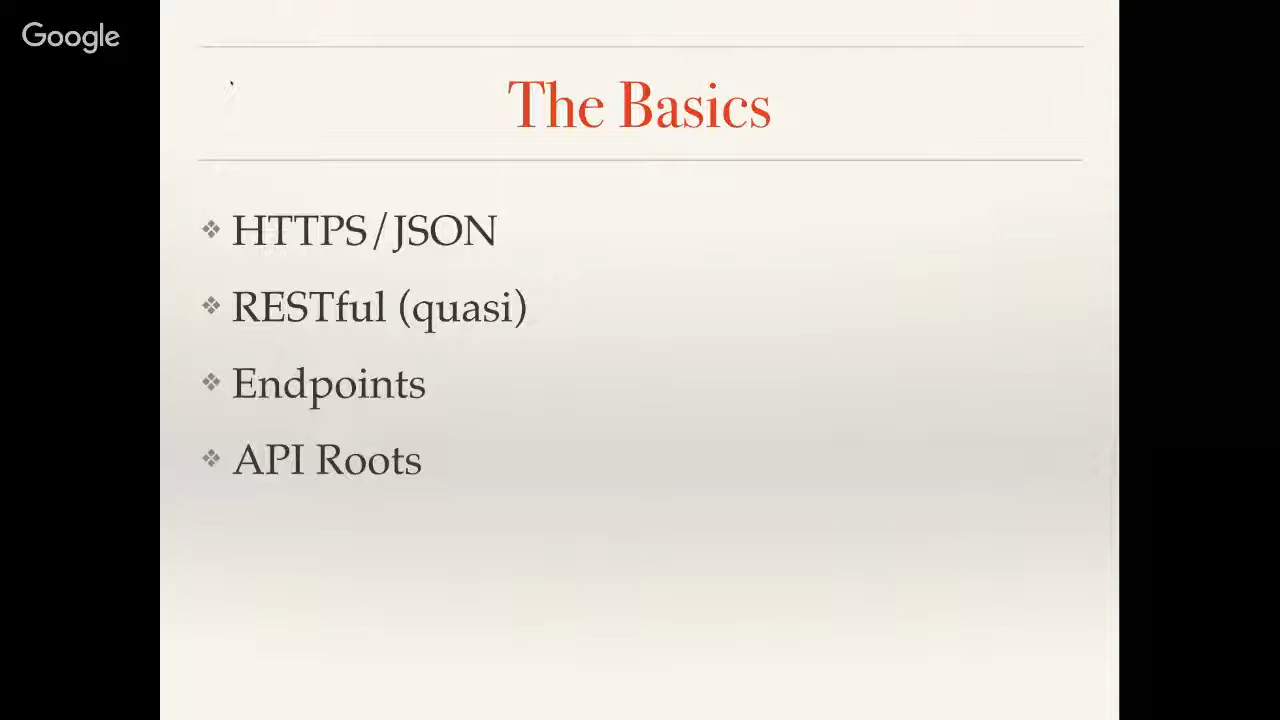 Google
The Basics
HTTPS/JSON
RESTful (quasi)
Endpoints
API Roots